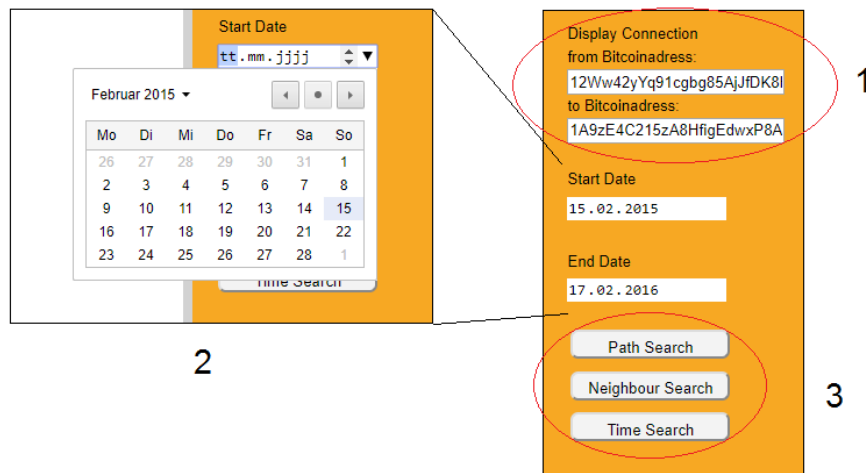 Start Date
tt.mm.jjjj
Februar 2015
Mo Di Mi Do Fr Sa So
26 27 28 29 30 31 1
2 3 4 5 6 7 8
9 10 11 12 13 14 15
16 17 18 19 20 21 22
23 24 25 26 27 28 1
Time Search
2
Display Connection
from Bitcoinadress:
12Ww42yYq91cgbg85AjJfDK8l
to Bitcoinadress:
1A9zE4C215zA8HfigEdwxP8A
1
Start Date
15.02.2015
End Date
17.02.2016
Path Search
Neighbour Search
Time Search
3